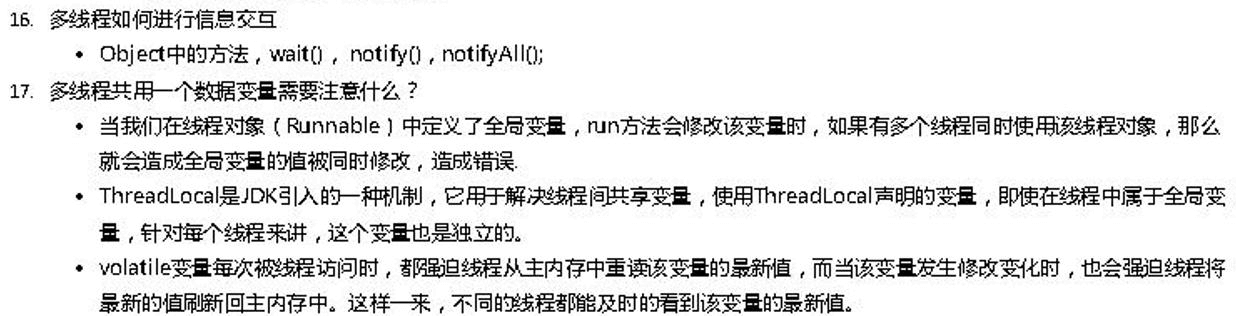 16. 多线程如何进行信息交互
• Object中的方法，wait()， notify()，notifyAll();
17. 多线程共用一个数据变量需要注意什么？
• 当我们在线程对象（Runnable）中定义了全局变量，run方法会修改该变量时，如果有多个线程同时使用该线程对象，那么
就会造成全局变量的值被同时修改，造成错误.
• ThreadLocal是JDK引入的一种机制，它用于解决线程间共享变量，使用ThreadLocal声明的变量，即使在线程中属于全局变
量，针对每个线程来讲，这个变量也是独立的。
• volatile变量每次被线程访问时，都强迫线程从主内存中重读该变量的最新值，而当该变量发生修改变化时，也会强迫线程将
最新的值刷新回主内存中。这样一来，不同的线程都能及时的看到该变量的最新值。